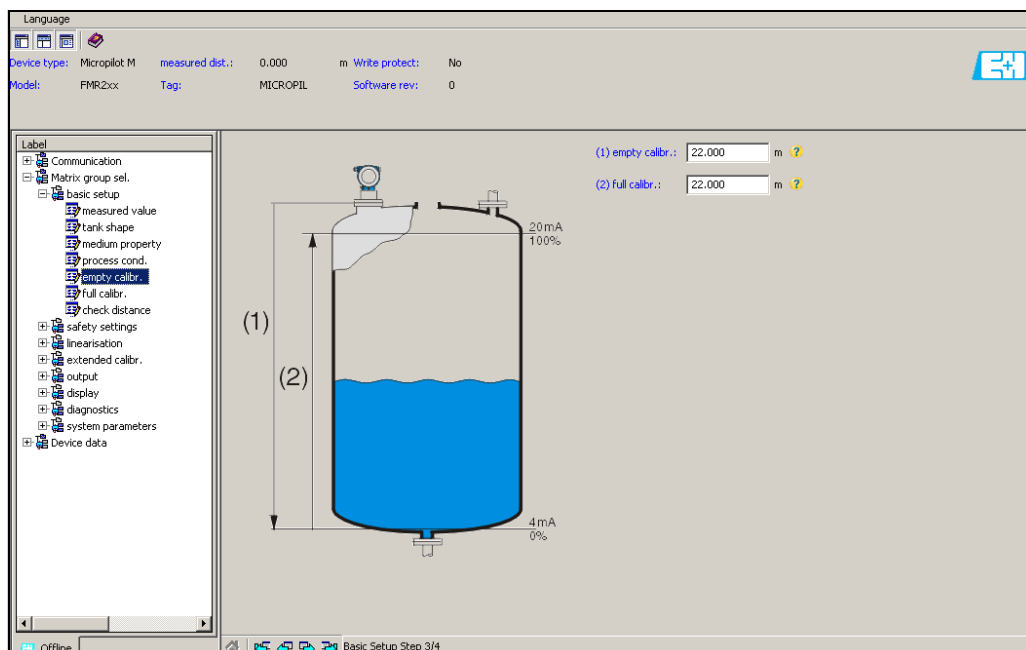 Language
Device type: Micropilot M measured dist.: 0.000 m Write protect: No
Model: FMR2xx Tag: MICROPIL Software rev: 0
E+H
Label
Communication
Matrix group sel.
basic setup
measured value
tank shape
medium property
process cond.
empty calibr.
full calibr.
check distance
safety settings
linearisation
extended calibr.
output
display
diagnostics
system parameters
Device data
(1) empty calibr.: 22.000 m ?
(2) full calibr.: 22.000 m ?
20mA
100%
(1)
(2)
4mA
0%
Offline
Basic Setup Step 3/4